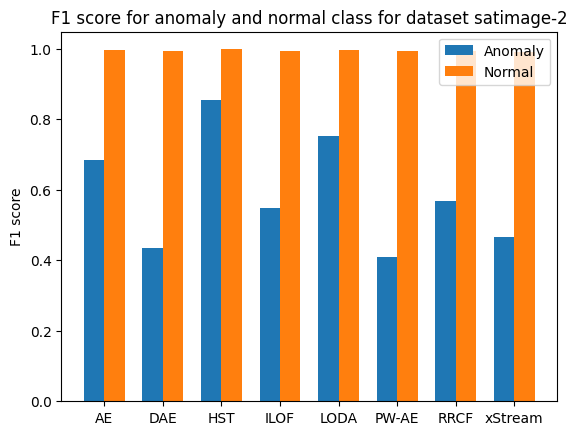 F1 score for anomaly and normal class for dataset satimage-2
Anomaly
Normal
F1 score
1.0
0.8
0.6
0.4
0.2
0.0
AE DAE HST ILOF LODA PW-AE RRCF xStream